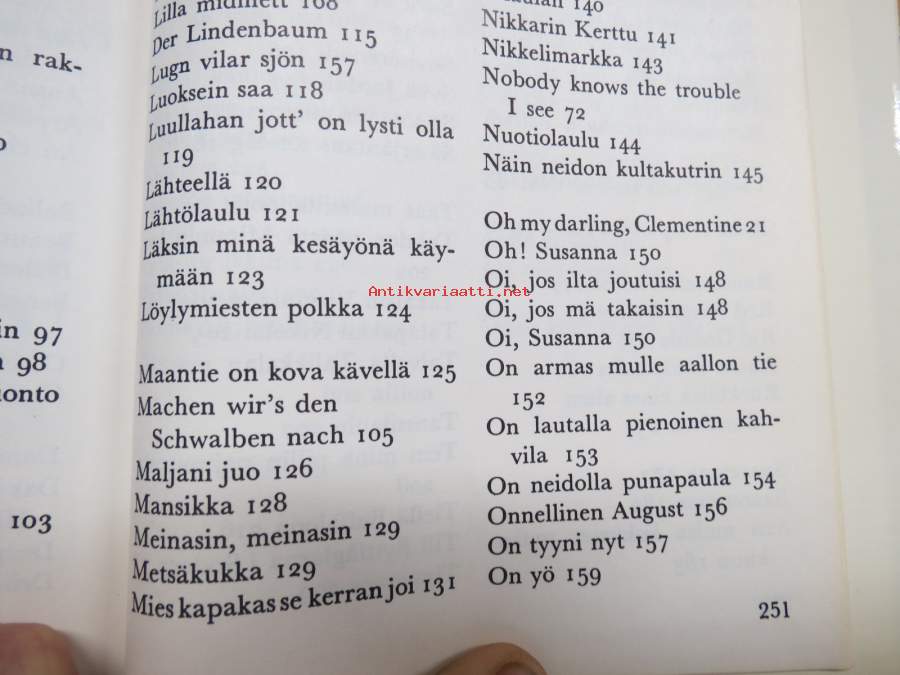 n rak-
in 97
98
onto
103
Lilla
Der Lindenbaum 115
Lugn vilar sjön 157
Luoksein saa 118
Luullahan jott' on lysti olla
119
Lähteellä 120
Lähtölaulu 121
Läksin minä kesäyönä käy-
mään 123
Löylymiesten polkka 124
Maantie on kova kävellä 125
Machen wir's den
Schwalben nach 105
Maljani juo 126
Mansikka 128
Meinasin, meinasin 129
Metsäkukka 129
Mies kapakas se kerran joi 131
140
Nikkarin Kerttu 141
Nikkelimarkka 143
Nobody knows the trouble
I see 72
Nuotiolaulu 144
Näin neidon kultakutrin 145
Oh my darling, Clementine 21
Oh! Susanna 150
Oi, jos ilta joutuisi 148
Oi, jos mä takaisin 148
Oi, Susanna 150
On armas mulle aallon tie
152
On lautalla pienoinen kah-
vila 153
On neidolla punapaula 154
Onnellinen August 156
On tyyni nyt 157
On yö 159
251
Antikvariaatti.net